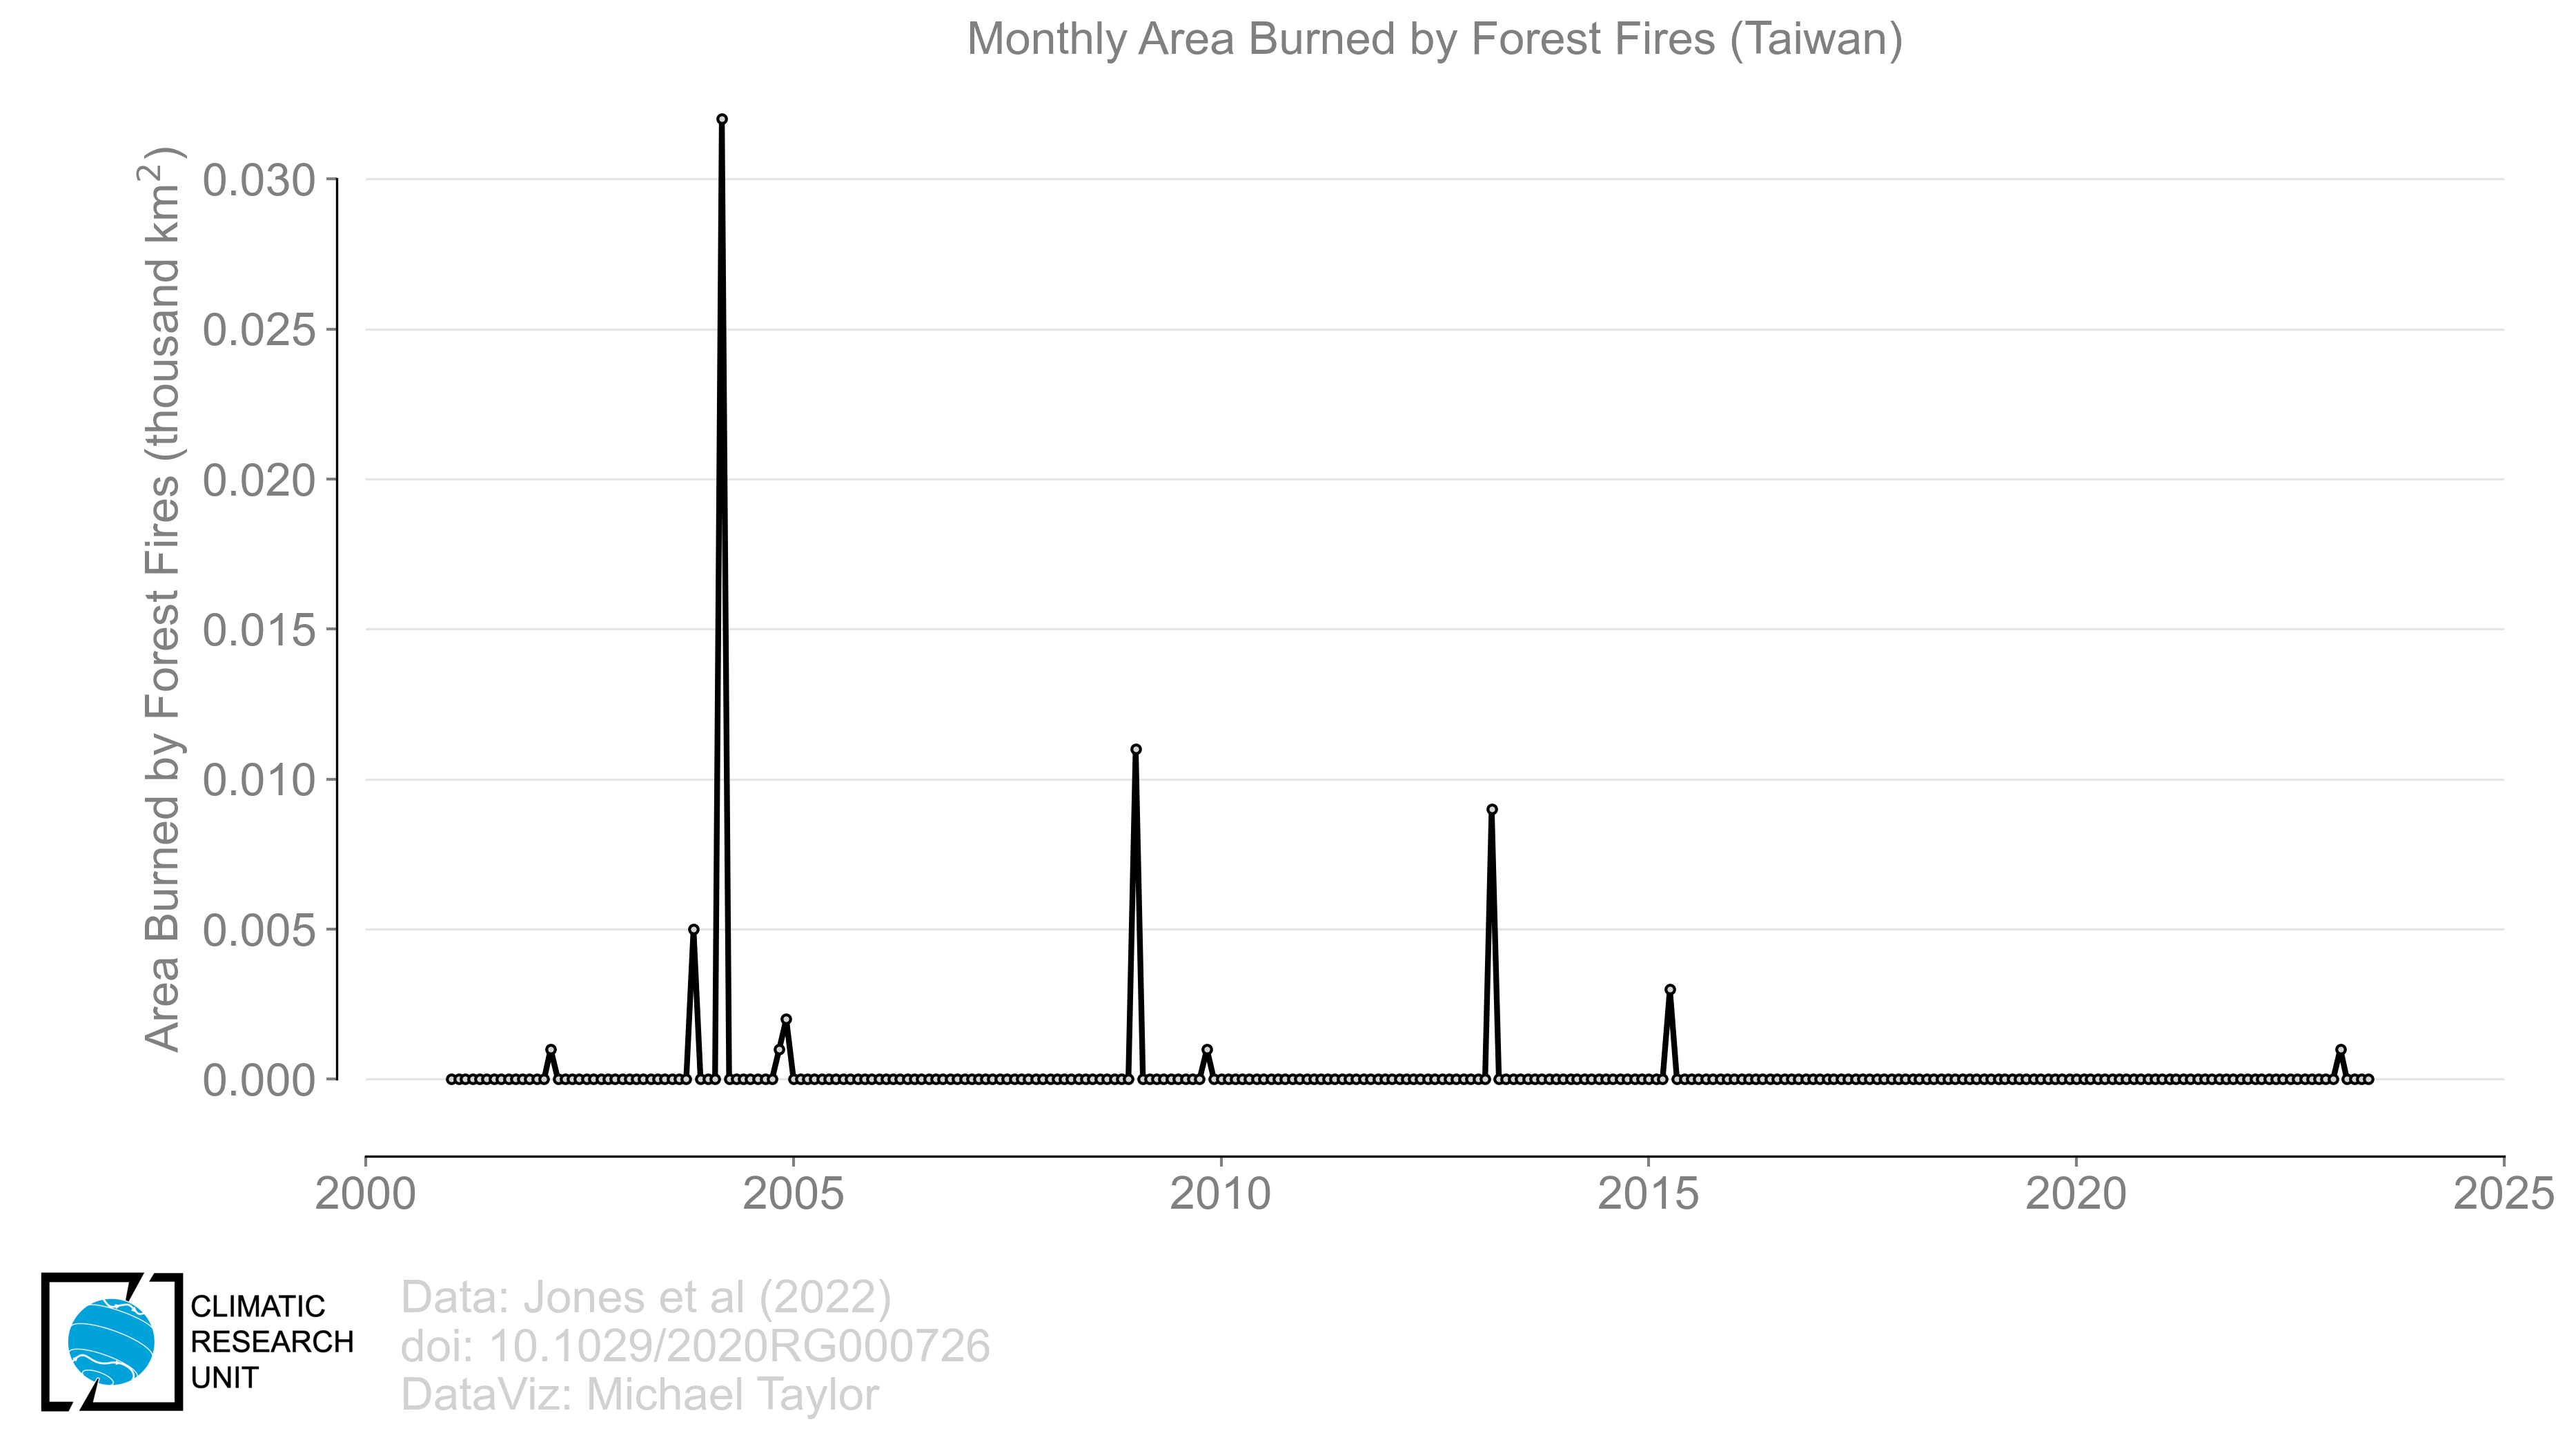 Monthly Area Burned by Forest Fires (Taiwan)
Area Burned by Forest Fires (thousand km²)
0.030
0.025
0.020
0.015
0.010
0.005
0.000
2000 2005 2010 2015 2020 2025
CLIMATIC
RESEARCH
UNIT
Data: Jones et al (2022)
doi: 10.1029/2020RG000726
DataViz: Michael Taylor